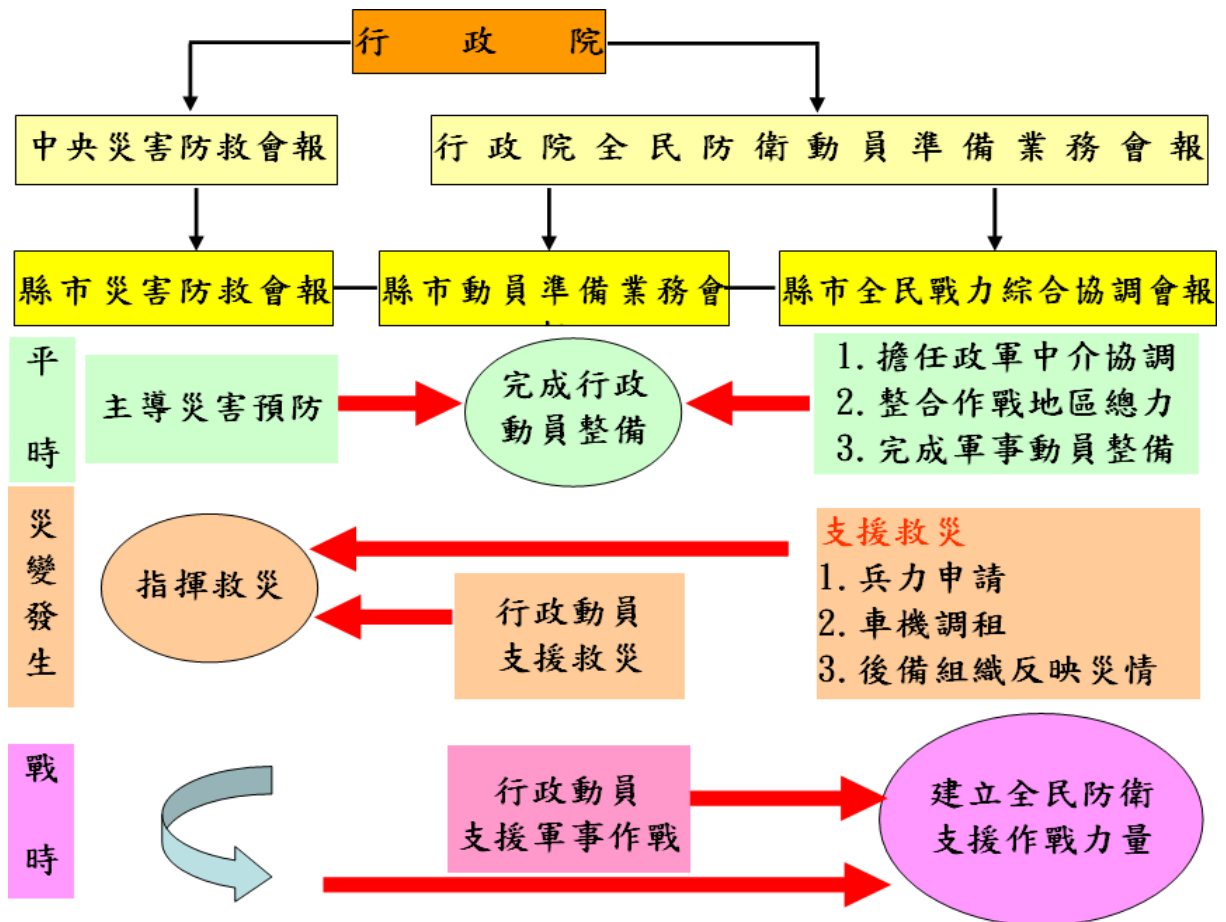 行政院
中央災害防救會報
行政院全民防衛動員準備業務會報
縣市災害防救會報
縣市動員準備業務會
縣市全民戰力綜合協調會報
平時
主導災害預防
完成行政
動員整備
1. 擔任政軍中介協調
2. 整合作戰地區總力
3. 完成軍事動員整備
災變發生
指揮救災
行政動員
支援救災
支援救災
1. 兵力申請
2. 車機調租
3. 後備組織反映災情
戰時
行政動員
支援軍事作戰
建立全民防衛
支援作戰力量